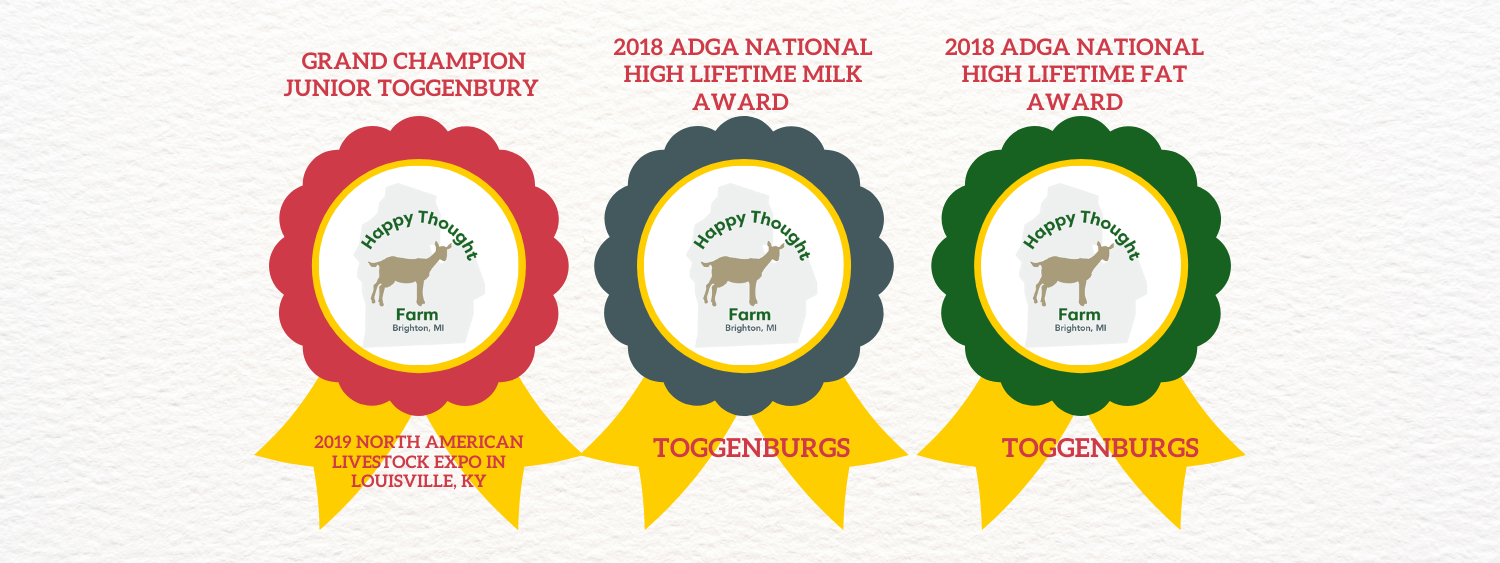 GRAND CHAMPION
JUNIOR TOGGENBURY
Happy Thought
Farm
Brighton, MI
2019 NORTH AMERICAN
LIVESTOCK EXPO IN
LOUISVILLE, KY
2018 ADGA NATIONAL
HIGH LIFETIME MILK
AWARD
Happy Thought
Farm
Brighton, MI
TOGGENBURGS
2018 ADGA NATIONAL
HIGH LIFETIME FAT
AWARD
Happy Thought
Farm
Brighton, MI
TOGGENBURGS